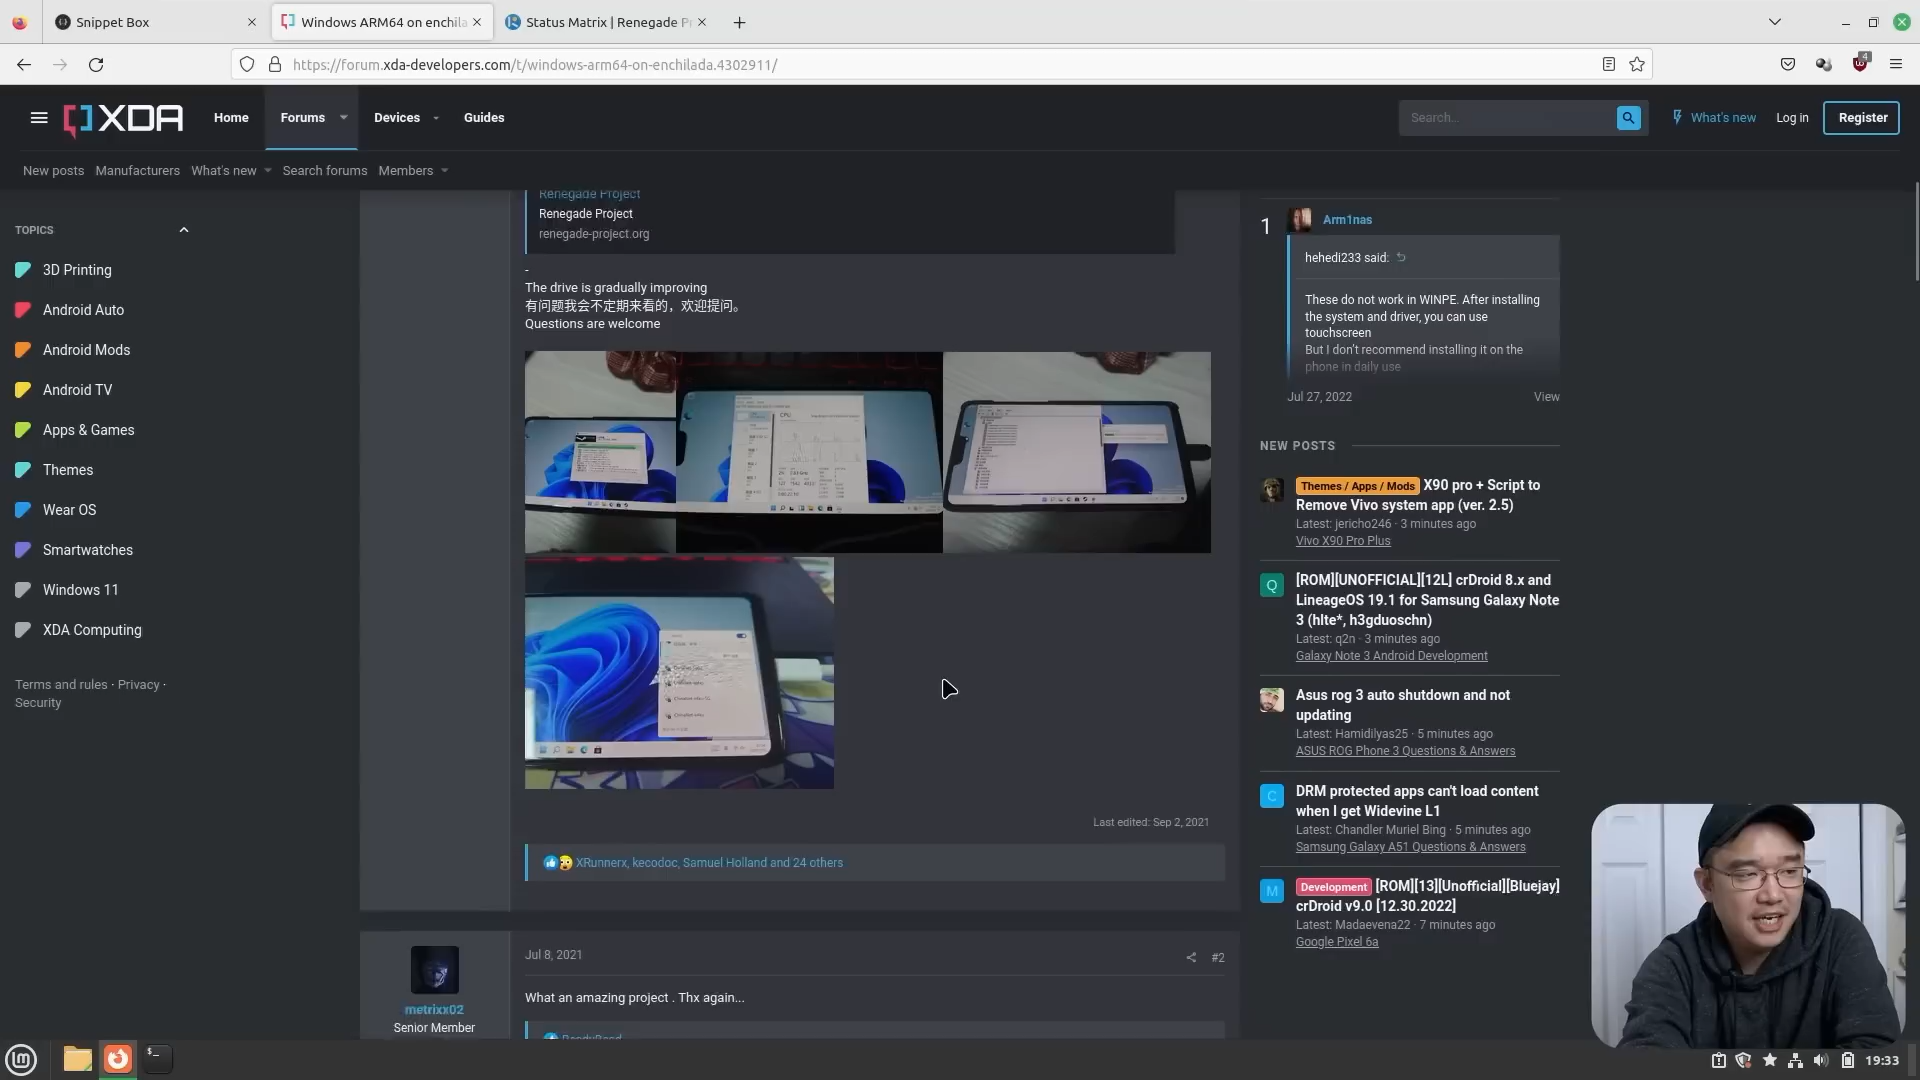 Snippet Box
Windows ARM64 on enchila
Status Matrix | Renegade Pr
https://forum.xda-developers.com/t/windows-arm64-on-enchilada.4302911/
4
XDA
Home
Forums
Devices
Guides
Search...
What's new
Log in
Register
New posts
Manufacturers
What's new
Search forums
Members
TOPICS
3D Printing
Android Auto
Android Mods
Android TV
Apps & Games
Themes
Wear OS
Smartwatches
Windows 11
XDA Computing
Terms and rules · Privacy ·
Security
Renegade Project
Renegade Project
renegade-project.org
-
The drive is gradually improving
有问题我会不定期来看的，欢迎提问。
Questions are welcome
CPU
Last edited: Sep 2, 2021
XRunnerx, kecodoc, Samuel Holland and 24 others
metrixx02
Senior Member
Jul 8, 2021
#2
What an amazing project . Thx again...
1
Arm1nas
hehedi233 said:
These do not work in WINPE. After installing
the system and driver, you can use
touchscreen
But I don't recommend installing it on the
phone in daily use
Jul 27, 2022
View
NEW POSTS
Themes / Apps / Mods X90 pro + Script to
Remove Vivo system app (ver. 2.5)
Latest: jericho246 · 3 minutes ago
Vivo X90 Pro Plus
Q
[ROM][UNOFFICIAL][12L] crDroid 8.x and
LineageOS 19.1 for Samsung Galaxy Note
3 (hlte*, h3gduoschn)
Latest: q2n · 3 minutes ago
Galaxy Note 3 Android Development
Asus rog 3 auto shutdown and not
updating
Latest: Hamidilyas25 · 5 minutes ago
ASUS ROG Phone 3 Questions & Answers
C
DRM protected apps can't load content
when I get Widevine L1
Latest: Chandler Muriel Bing · 5 minutes ago
Samsung Galaxy A51 Questions & Answers
M
Development [ROM][13][Unofficial][Bluejay]
crDroid v9.0 [12.30.2022]
Latest: Madaevena22 · 7 minutes ago
Google Pixel 6a
19:33